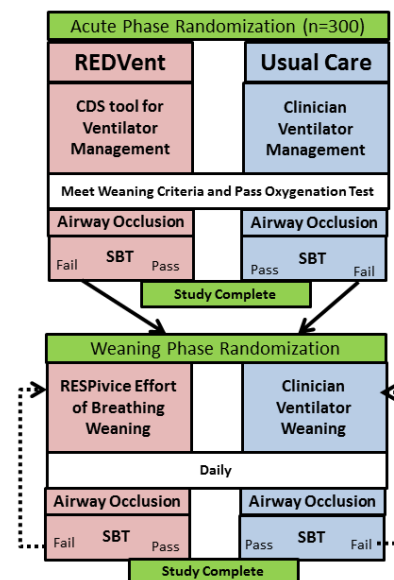 Acute Phase Randomization (n=300)
REDVent
Usual Care
CDS tool for
Ventilator
Management
Clinician
Ventilator
Management
Meet Weaning Criteria and Pass Oxygenation Test
Airway Occlusion
Airway Occlusion
Fail SBT Pass
Pass SBT Fail
Study Complete
Weaning Phase Randomization
RESPivice Effort
of Breathing
Weaning
Clinician
Ventilator
Weaning
Daily
Airway Occlusion
Airway Occlusion
Fail SBT Pass
Pass SBT Fail
Study Complete